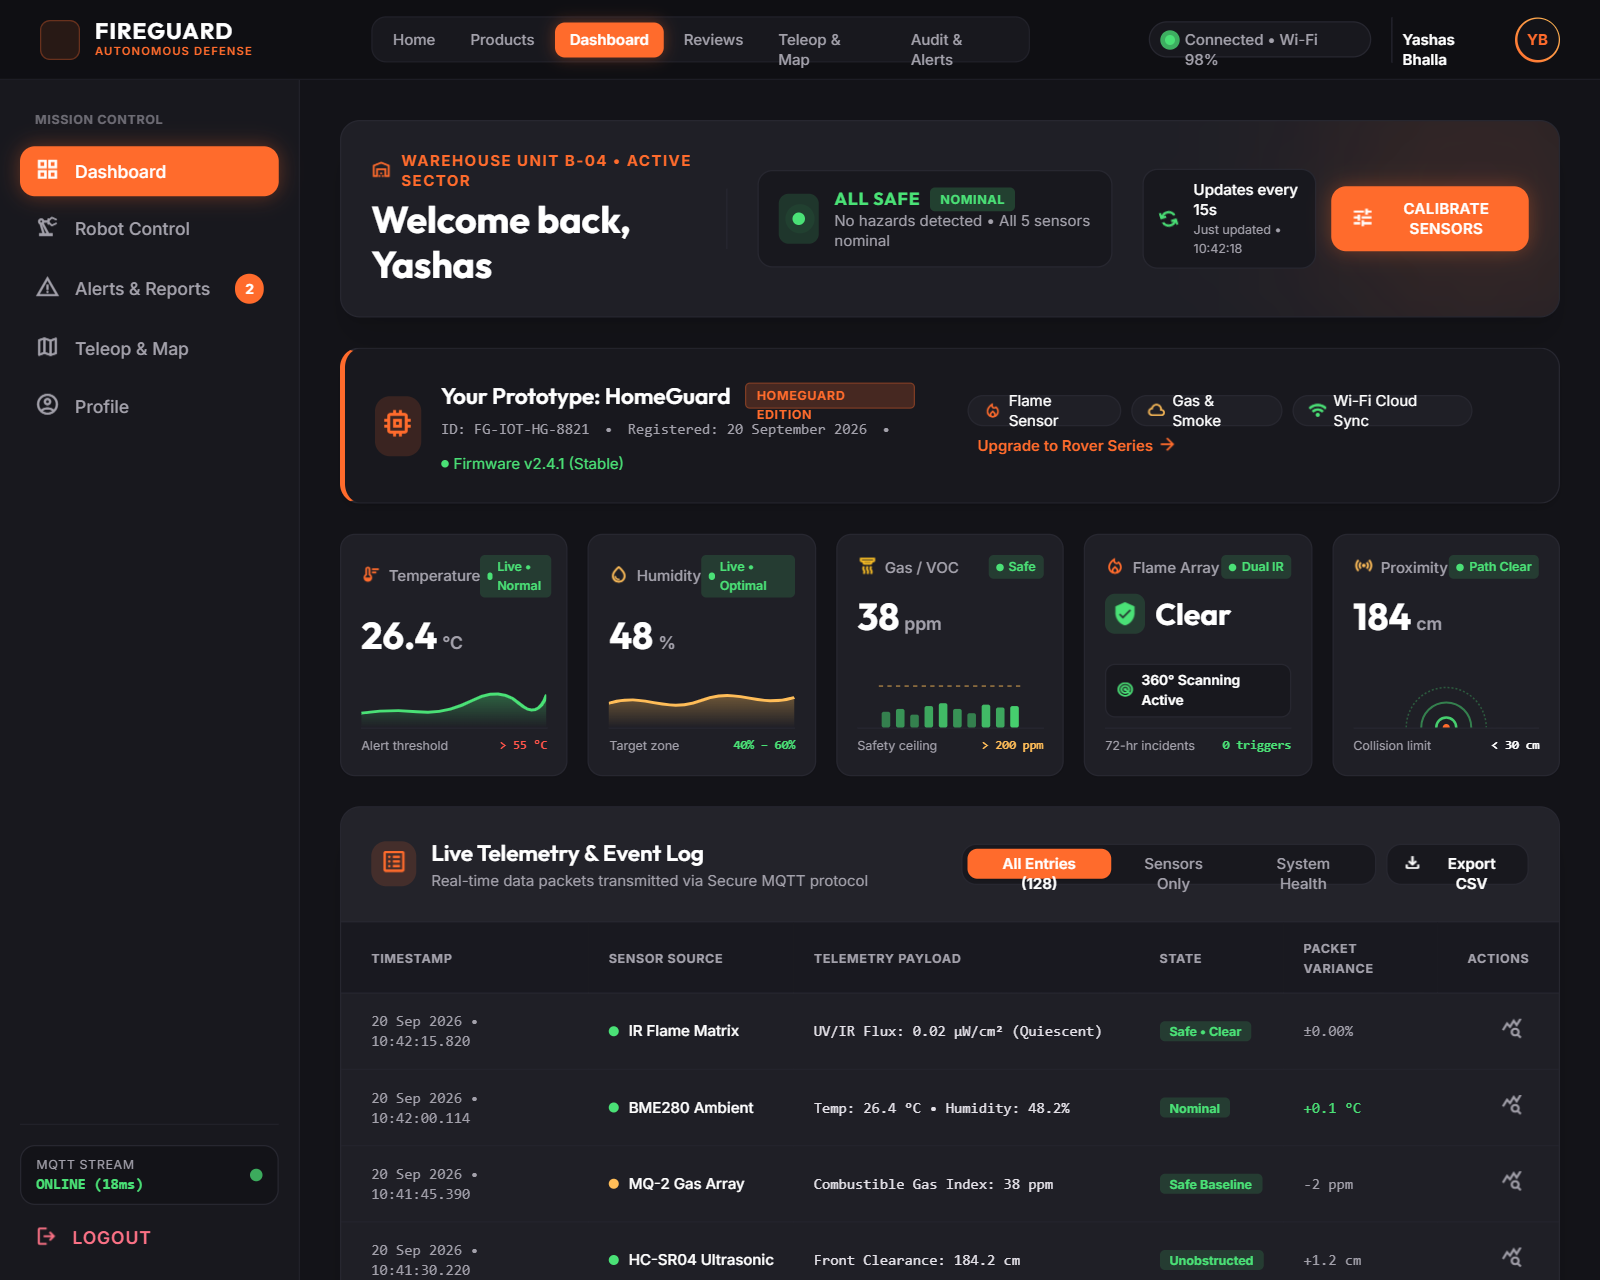 FIREGUARD
AUTONOMOUS DEFENSE
Home
Products
Dashboard
Reviews
Teleop &
Map
Audit &
Alerts
Connected • Wi-Fi
98%
Yashas
Bhalla
YB
MISSION CONTROL
Dashboard
Robot Control
Alerts & Reports
2
Teleop & Map
Profile
MQTT STREAM
ONLINE (18ms)
LOGOUT
WAREHOUSE UNIT B-04 • ACTIVE
SECTOR
Welcome back,
Yashas
ALL SAFE
NOMINAL
No hazards detected • All 5 sensors
nominal
Updates every
15s
Just updated •
10:42:18
CALIBRATE
SENSORS
Your Prototype: HomeGuard
HOMEGUARD
EDITION
ID: FG-IOT-HG-8821 • Registered: 20 September 2026 •
Firmware v2.4.1 (Stable)
Flame
Sensor
Gas &
Smoke
Wi-Fi Cloud
Sync
Upgrade to Rover Series →
Temperature
Live •
Normal
26.4 °C
Alert threshold
> 55 °C
Humidity
Live •
Optimal
48 %
Target zone
40% – 60%
Gas / VOC
Safe
38 ppm
Safety ceiling
> 200 ppm
Flame Array
Dual IR
Clear
360° Scanning
Active
72-hr incidents
0 triggers
Proximity
Path Clear
184 cm
Collision limit
< 30 cm
Live Telemetry & Event Log
Real-time data packets transmitted via Secure MQTT protocol
All Entries
(128)
Sensors
Only
System
Health
Export
CSV
TIMESTAMP
SENSOR SOURCE
TELEMETRY PAYLOAD
STATE
PACKET
VARIANCE
ACTIONS
20 Sep 2026 •
10:42:15.820
IR Flame Matrix
UV/IR Flux: 0.02 µW/cm² (Quiescent)
Safe • Clear
±0.00%
20 Sep 2026 •
10:42:00.114
BME280 Ambient
Temp: 26.4 °C • Humidity: 48.2%
Nominal
+0.1 °C
20 Sep 2026 •
10:41:45.390
MQ-2 Gas Array
Combustible Gas Index: 38 ppm
Safe Baseline
-2 ppm
20 Sep 2026 •
10:41:30.220
HC-SR04 Ultrasonic
Front Clearance: 184.2 cm
Unobstructed
+1.2 cm